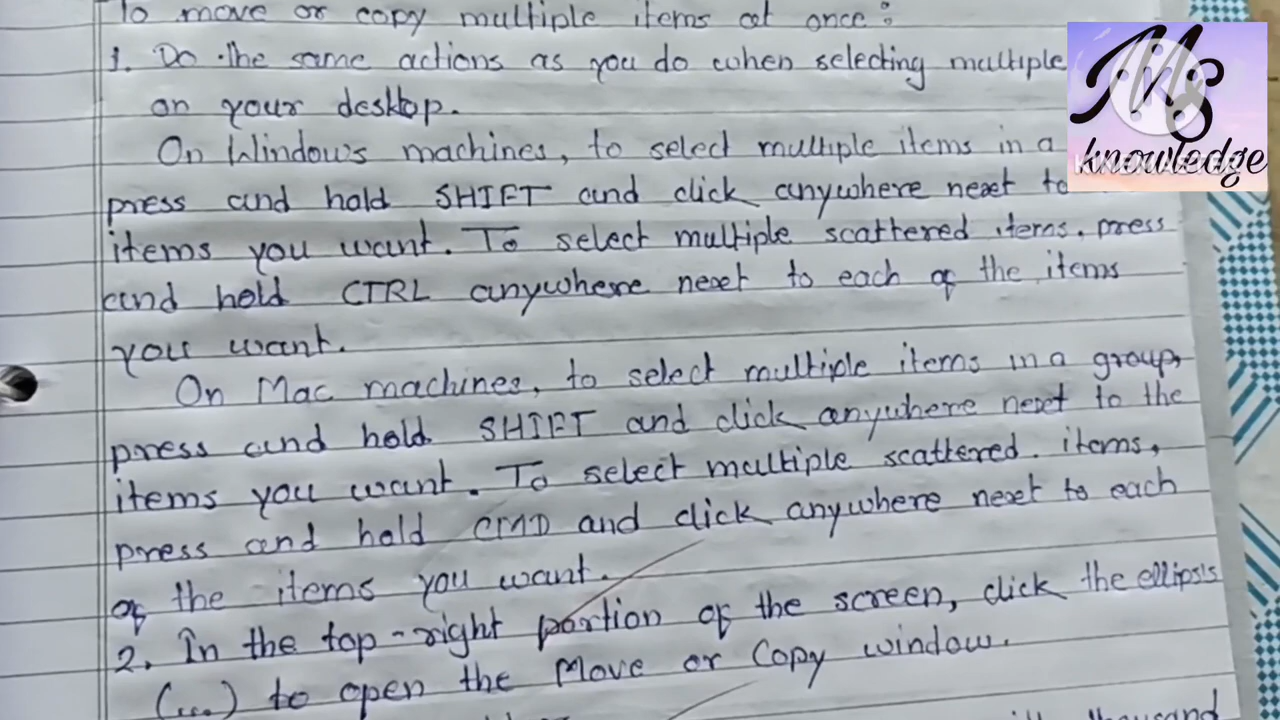 To move or copy multiple items at once:
1. Do the same actions as you do when selecting multiple
on your desktop.
On Windows machines, to select multiple items in a
press and hold SHIFT and click anywhere next to
items you want. To select multiple scattered items, press
and hold CTRL anywhere next to each of the items
you want.
On Mac machines, to select multiple items in a group,
press and hold SHIFT and click anywhere next to the
items you want. To select multiple scattered items,
press and hold CMD and click anywhere next to each
of the items you want.
2. In the top-right portion of the screen, click the ellipsis
(...) to open the Move or Copy window.
thousand
MS
knowledge